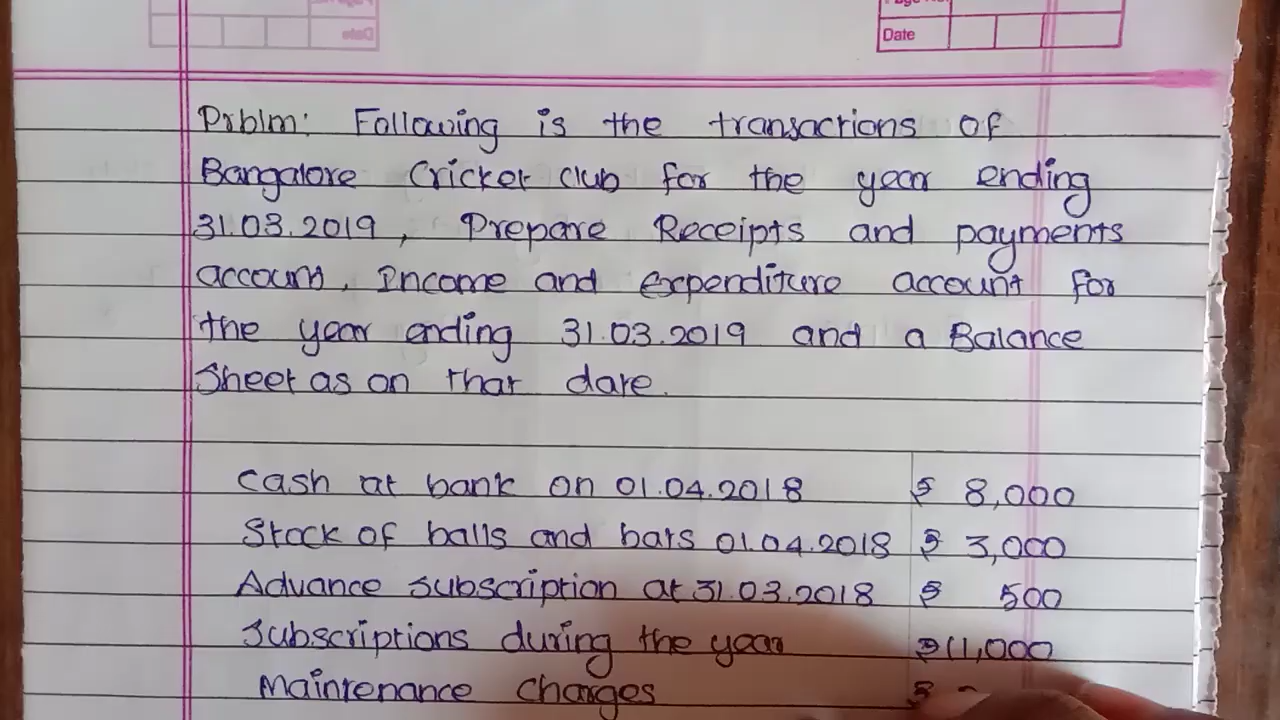 Date
Prblm: Following is the transactions of
Bangalore Cricket club for the year ending
31.03.2019, Prepare Receipts and payments
account, Income and expenditure account for
the year ending 31.03.2019 and a Balance
Sheet as on that date.
Cash at bank on 01.04.2018 ₹ 8,000
Stock of balls and bats 01.04.2018 ₹ 3,000
Advance subscription at 31.03.2018 ₹ 500
Subscriptions during the year ₹ 11,000
Maintenance charges ₹